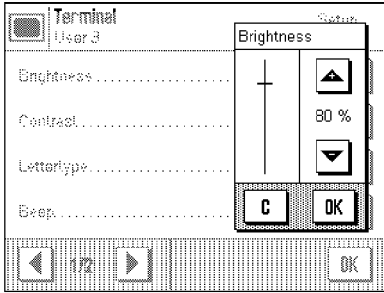 Terminal
User 3
Setup
Brightness
Contrast
Lettertype
Beep
Brightness
80 %
C
OK
1/2
OK